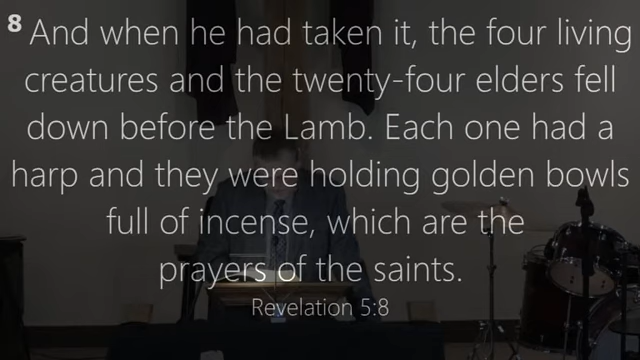 8 And when he had taken it, the four living
creatures and the twenty-four elders fell
down before the Lamb. Each one had a
harp and they were holding golden bowls
full of incense, which are the
prayers of the saints.
Revelation 5:8